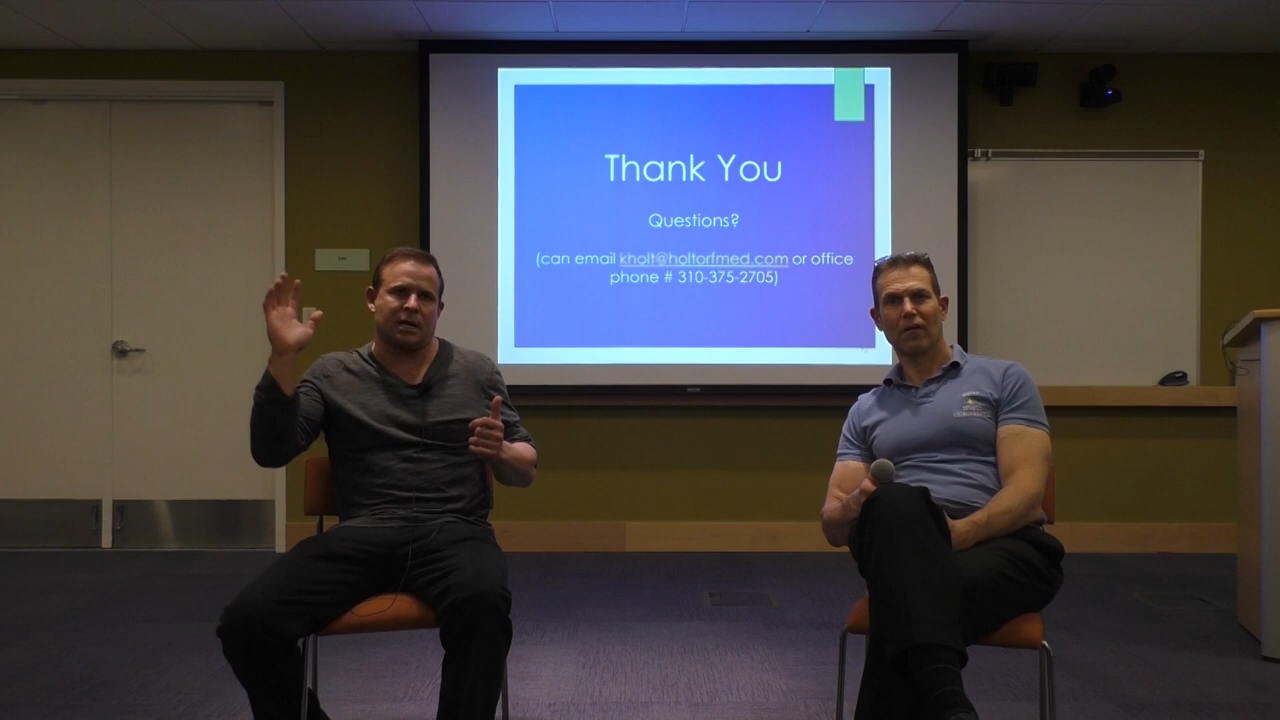 Thank You
Questions?
(can email kholt@holtorfmed.com or office
phone # 310-375-2705)